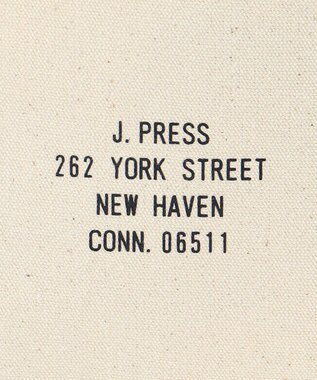 J. PRESS
262 YORK STREET
NEW HAVEN
CONN. 06511